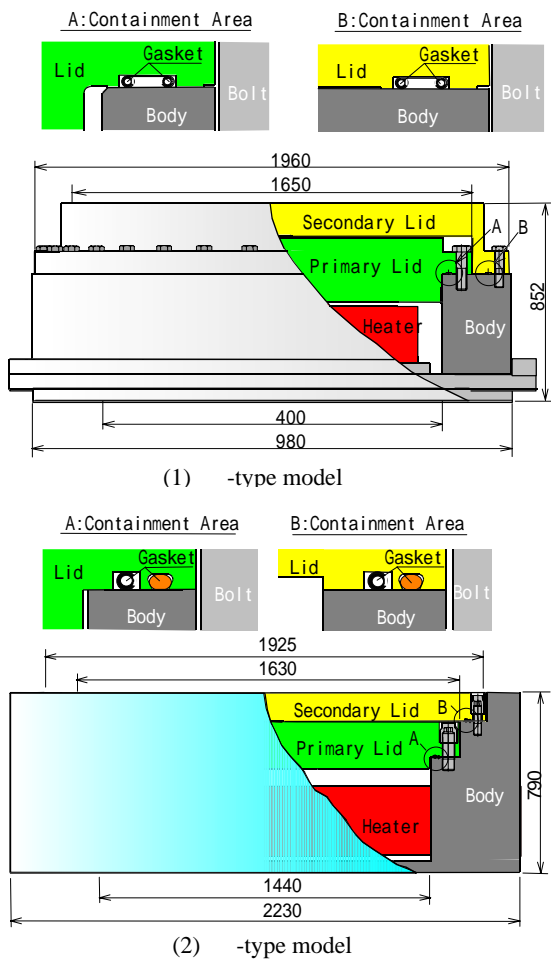 A:Containment Area B:Containment Area
Gasket Gasket
Lid Lid
Bolt Bolt
Body Body
1960
1650
A B
Secondary Lid
Primary Lid
852
Heater Body
400
980
(1) -type model
A:Containment Area B:Containment Area
Gasket Gasket
Lid Lid
Bolt Bolt
Body Body
1925
1630
B
Secondary Lid
A
Primary Lid
790
Body
Heater
1440
2230
(2) -type model